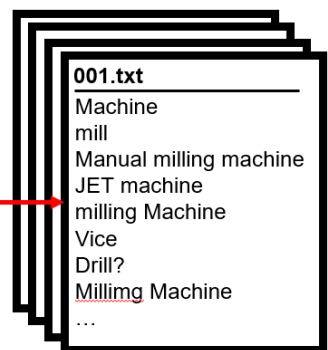 001.txt
Machine
mill
Manual milling machine
JET machine
milling Machine
Vice
Drill?
Millimg Machine
…